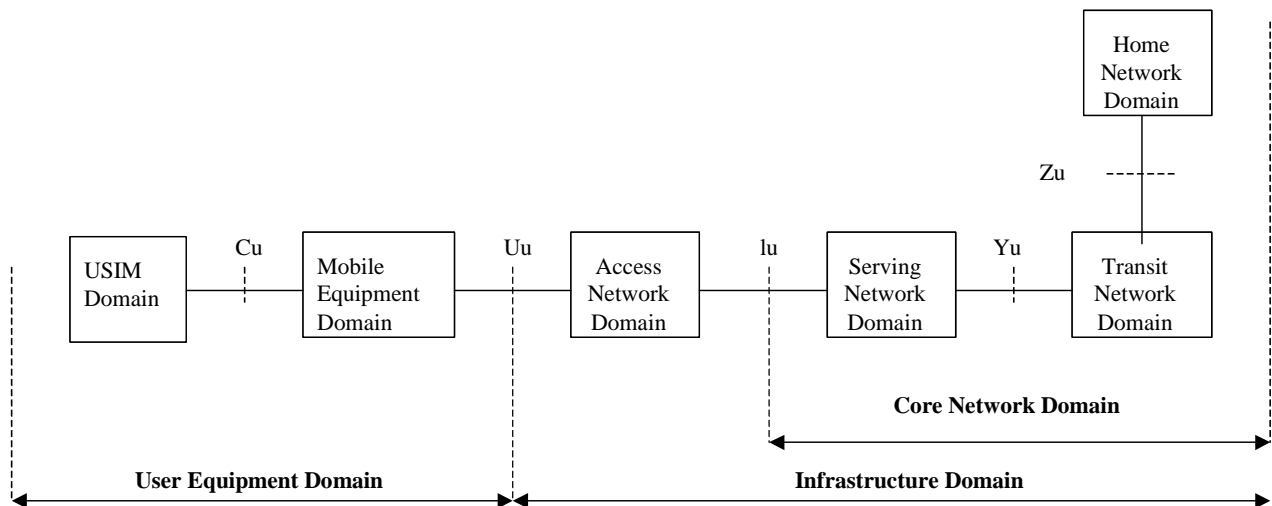 Home
Network
Domain
Zu
Cu
Uu
lu
Yu
USIM
Domain
Mobile
Equipment
Domain
Access
Network
Domain
Serving
Network
Domain
Transit
Network
Domain
Core Network Domain
User Equipment Domain
Infrastructure Domain